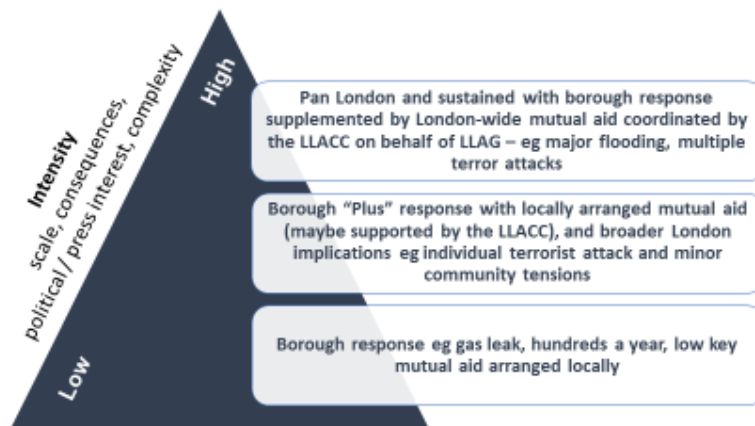 Intensity
scale, consequences,
political / press interest, complexity
High
Low
Pan London and sustained with borough response
supplemented by London-wide mutual aid coordinated by
the LLACC on behalf of LLAG – eg major flooding, multiple
terror attacks
Borough “Plus” response with locally arranged mutual aid
(maybe supported by the LLACC), and broader London
implications eg individual terrorist attack and minor
community tensions
Borough response eg gas leak, hundreds a year, low key
mutual aid arranged locally